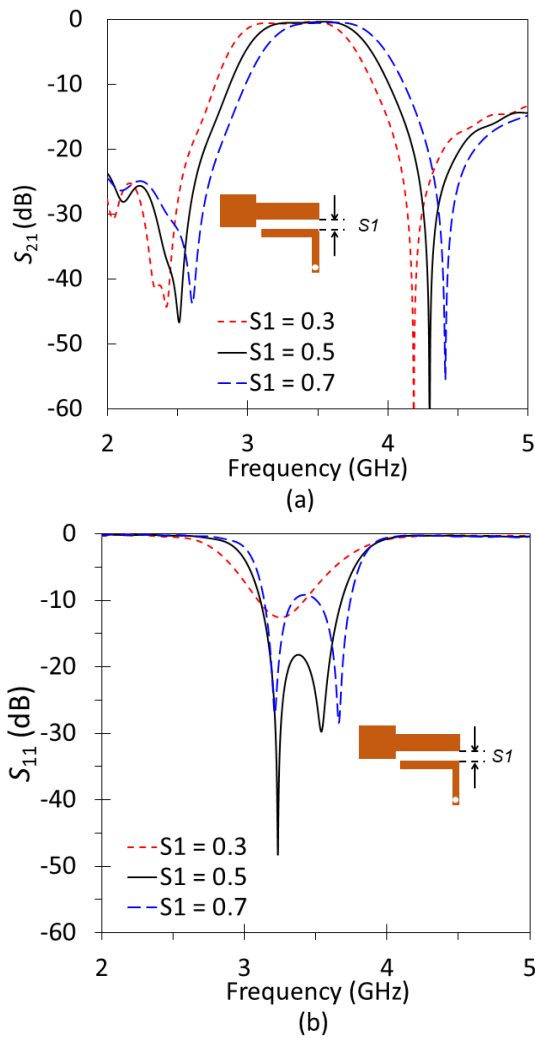 0
-10
-20
-30
-40
-50
-60
S21 (dB)
S1
S1 = 0.3
S1 = 0.5
S1 = 0.7
2 3 4 5
Frequency (GHz)
(a)
0
-10
-20
-30
-40
-50
-60
S11 (dB)
S1
S1 = 0.3
S1 = 0.5
S1 = 0.7
2 3 4 5
Frequency (GHz)
(b)